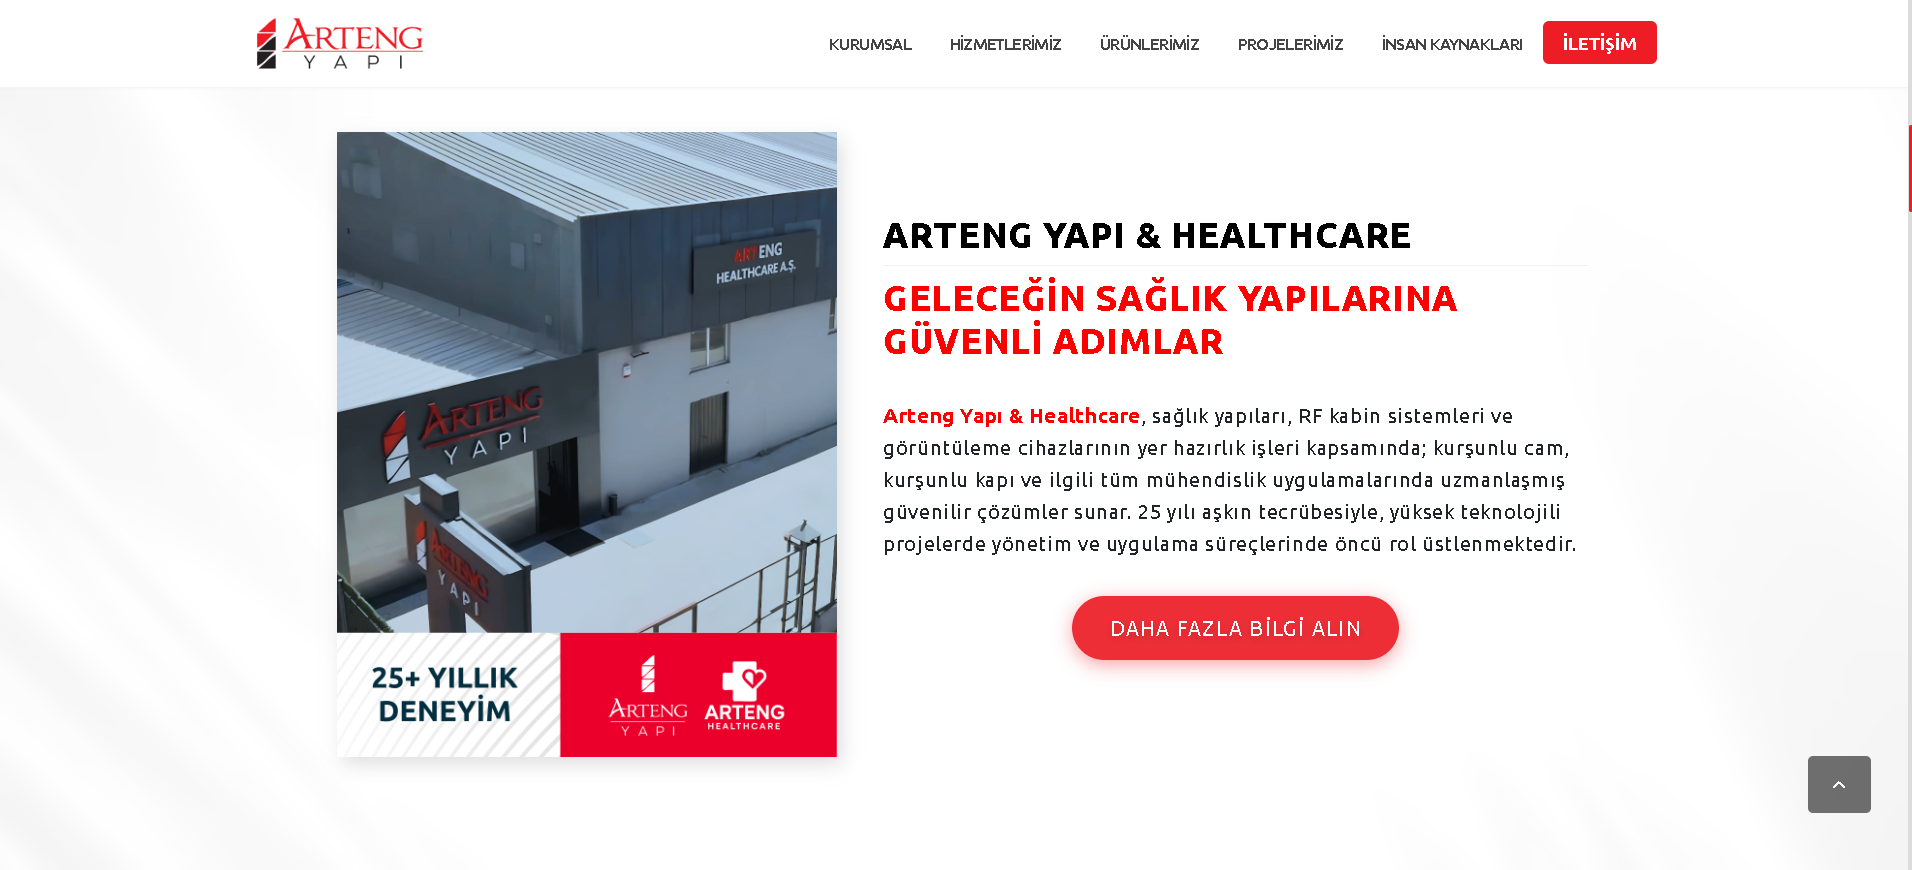 ARTENG
YAPI
KURUMSAL
HİZMETLERİMİZ
ÜRÜNLERİMİZ
PROJELERİMİZ
İNSAN KAYNAKLARI
İLETİŞİM
ARTENG
HEALTHCARE A.Ş.
ARTENG
YAPI
ARTENG
YAPI
25+ YILLIK
DENEYİM
ARTENG
YAPI
ARTENG
HEALTHCARE
ARTENG YAPI & HEALTHCARE
GELECEĞİN SAĞLIK YAPILARINA
GÜVENLİ ADIMLAR
Arteng Yapı & Healthcare, sağlık yapıları, RF kabin sistemleri ve
görüntüleme cihazlarının yer hazırlık işleri kapsamında; kurşunlu cam,
kurşunlu kapı ve ilgili tüm mühendislik uygulamalarında uzmanlaşmış
güvenilir çözümler sunar. 25 yılı aşkın tecrübesiyle, yüksek teknolojili
projelerde yönetim ve uygulama süreçlerinde öncü rol üstlenmektedir.
DAHA FAZLA BİLGİ ALIN